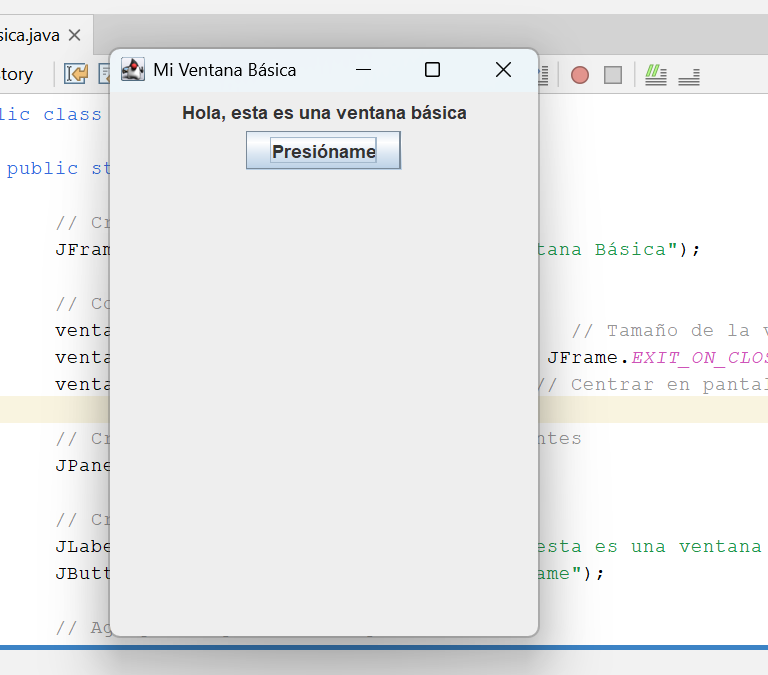 sica.java
tory
Mi Ventana Básica
Hola, esta es una ventana básica
Presióname
lic class
public st
// Cr
JFram
tana Básica");
// Co
venta // Tamaño de la v
venta JFrame.EXIT_ON_CLOS
venta // Centrar en pantal
// Cr ntes
JPane
// Cr
JLabe esta es una ventana
JButt ame");
// Ag